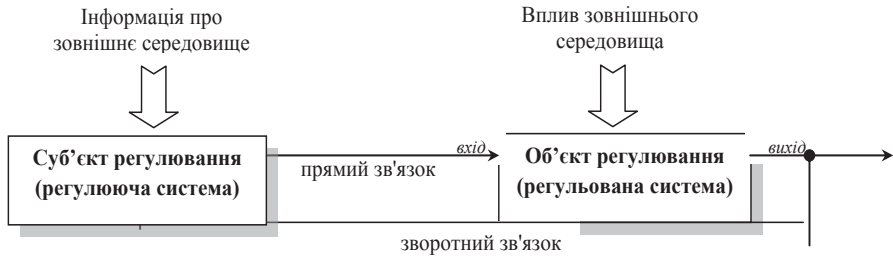 Інформація про
зовнішнє середовище
Вплив зовнішнього
середовища
Суб’єкт регулювання
(регулююча система)
прямий зв'язок
вхід
Об’єкт регулювання
(регульована система)
вихід
зворотний зв'язок